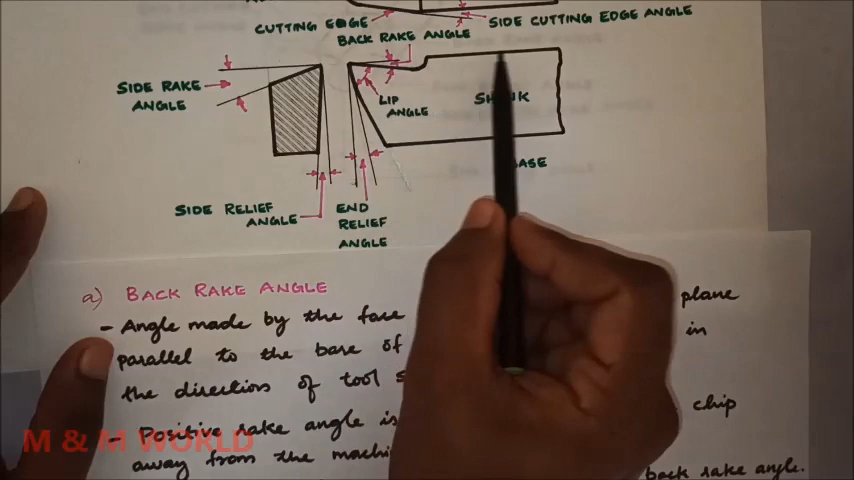 CUTTING EDGE
SIDE CUTTING EDGE ANGLE
BACK RAKE ANGLE
SIDE RAKE
ANGLE
LIP
ANGLE
SIDE RELIEF
ANGLE
END
RELIEF
ANGLE
a) BACK RAKE ANGLE
- Angle made by the face plane
parallel to the base of in
the direction of tool
- Positive rake angle is chip
away from the back rake angle.
M & M WORLD